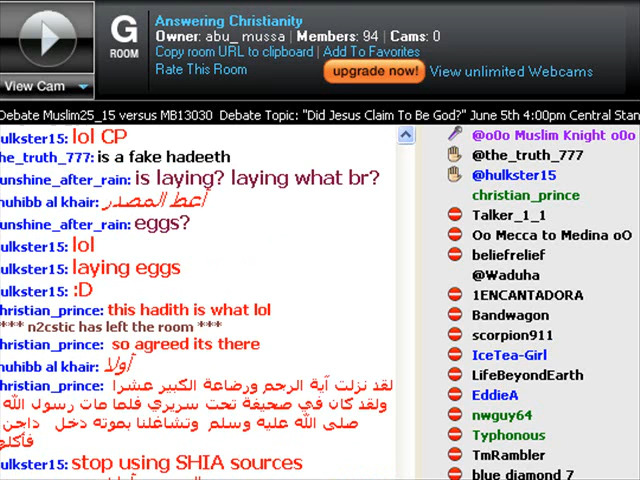 Answering Christianity
G
ROOM
Owner: abu_ mussa | Members: 94 | Cams: 0
Copy room URL to clipboard | Add To Favorites
Rate This Room
upgrade now!
View unlimited Webcams
View Cam
Debate Muslim25_15 versus MB13030 Debate Topic: "Did Jesus Claim To Be God?" June 5th 4:00pm Central Stan
ulkster15: lol CP
he_truth_777: is a fake hadeeth
unshine_after_rain: is laying? laying what br?
uhibb al khair: أعط المصدر
unshine_after_rain: eggs?
ulkster15: lol
ulkster15: laying eggs
ulkster15: :D
hristian_prince: this hadith is what lol
*** n2cstic has left the room ***
hristian_prince: so agreed its there
uhibb al khair: أولا
hristian_prince: لقد نزلت آية الرجم ورضاعة الكبير عشرا
ولقد كان في صحيفة تحت سريري فلما مات رسول الله
صلى الله عليه وسلم وتشاغلنا بموته دخل داجن
فأكلو
ulkster15: stop using SHIA sources
@o0o Muslim Knight o0o
@the_truth_777
@hulkster15
christian_prince
Talker_1_1
Oo Mecca to Medina oO
beliefrelief
@Waduha
1ENCANTADORA
Bandwagon
scorpion911
IceTea-Girl
LifeBeyondEarth
EddieA
nwguy64
Typhonous
TmRambler
blue diamond 7